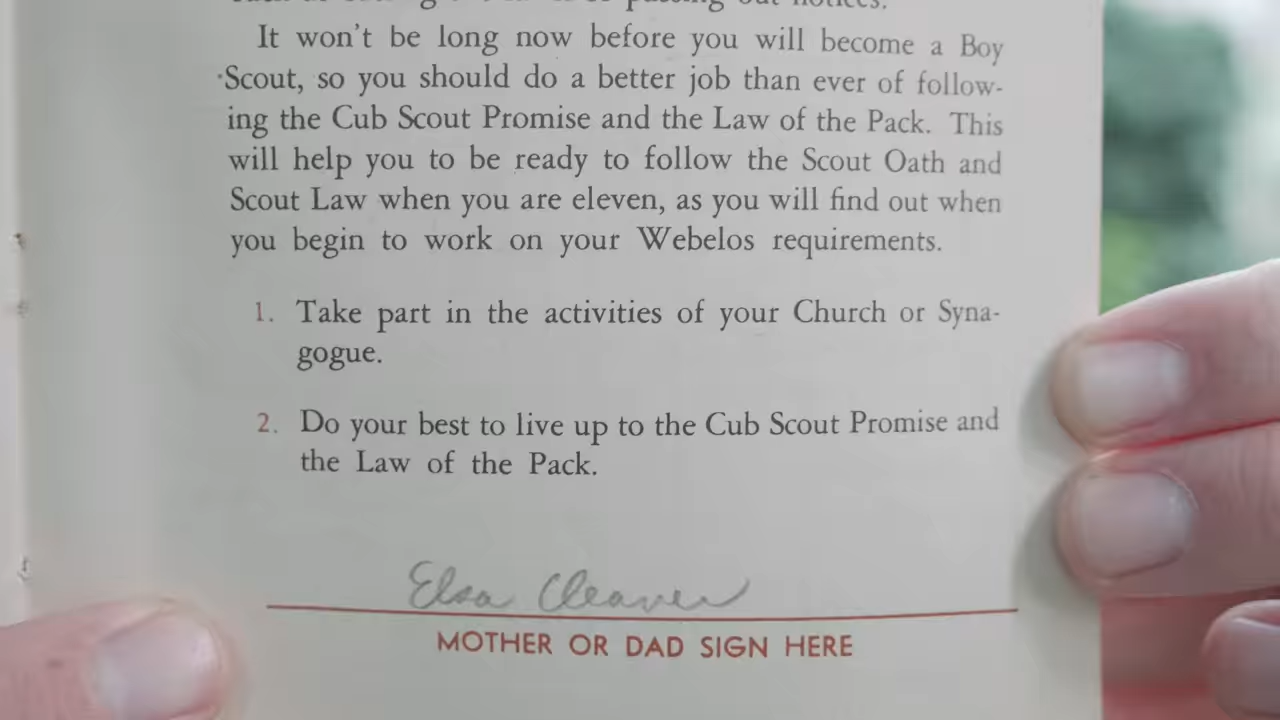 passing out notices.
It won't be long now before you will become a Boy
Scout, so you should do a better job than ever of follow-
ing the Cub Scout Promise and the Law of the Pack. This
will help you to be ready to follow the Scout Oath and
Scout Law when you are eleven, as you will find out when
you begin to work on your Webelos requirements.
1. Take part in the activities of your Church or Syna-
gogue.
2. Do your best to live up to the Cub Scout Promise and
the Law of the Pack.
Elsa Cleaver
MOTHER OR DAD SIGN HERE